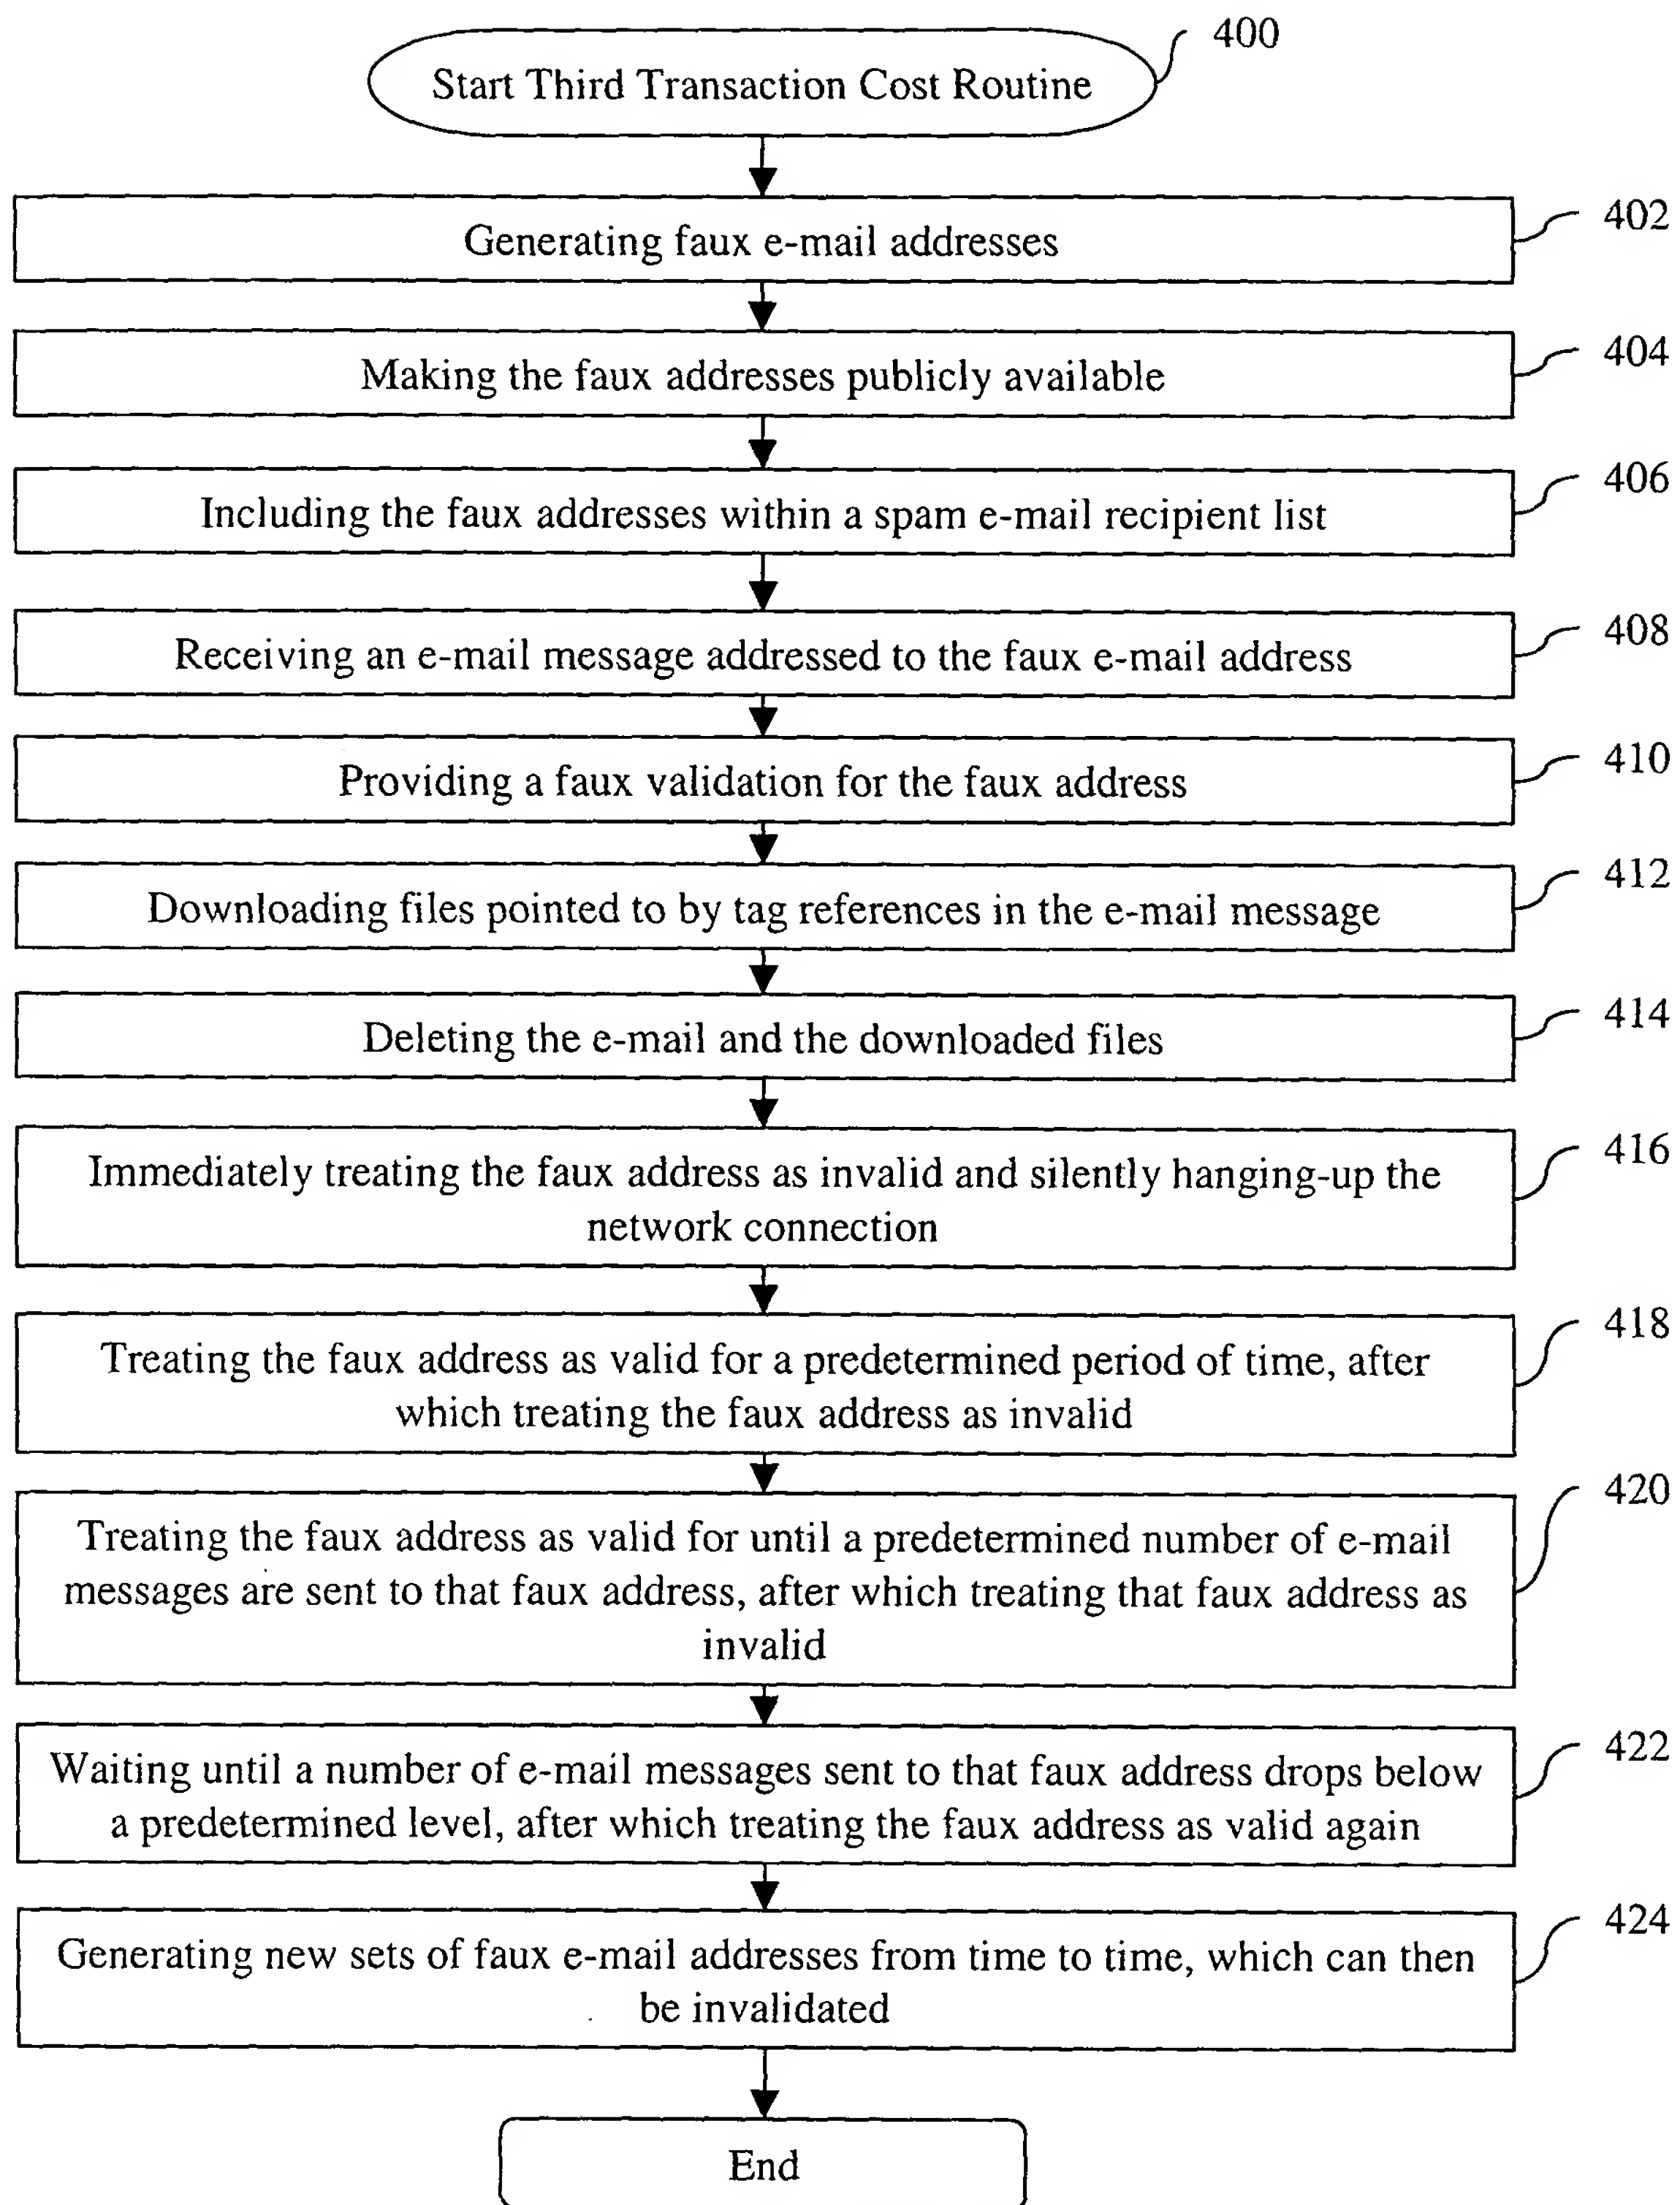 400
Start Third Transaction Cost Routine
402
Generating faux e-mail addresses
404
Making the faux addresses publicly available
406
Including the faux addresses within a spam e-mail recipient list
408
Receiving an e-mail message addressed to the faux e-mail address
410
Providing a faux validation for the faux address
412
Downloading files pointed to by tag references in the e-mail message
414
Deleting the e-mail and the downloaded files
416
Immediately treating the faux address as invalid and silently hanging-up the
network connection
418
Treating the faux address as valid for a predetermined period of time, after
which treating the faux address as invalid
420
Treating the faux address as valid for until a predetermined number of e-mail
messages are sent to that faux address, after which treating that faux address as
invalid
422
Waiting until a number of e-mail messages sent to that faux address drops below
a predetermined level, after which treating the faux address as valid again
424
Generating new sets of faux e-mail addresses from time to time, which can then
be invalidated
End